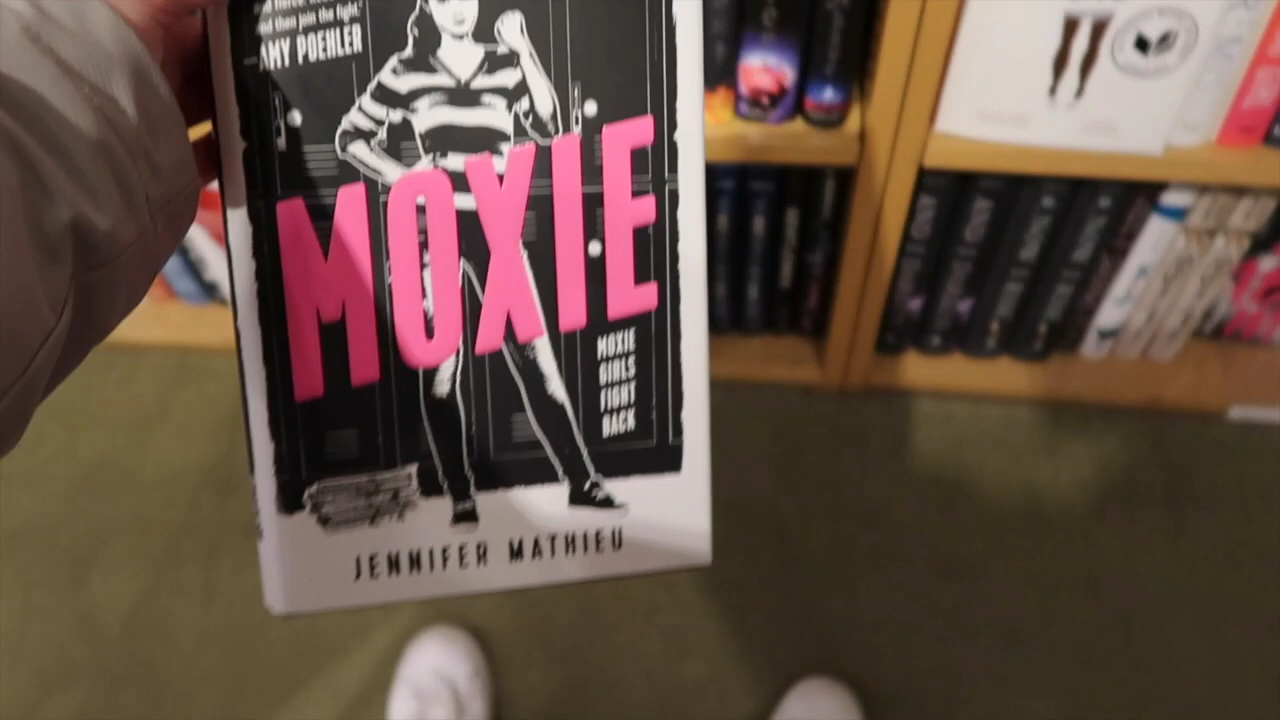 and then join the fight.'
AMY POEHLER
MOXIE
MOXIE
GIRLS
FIGHT
BACK
JENNIFER MATHIEU